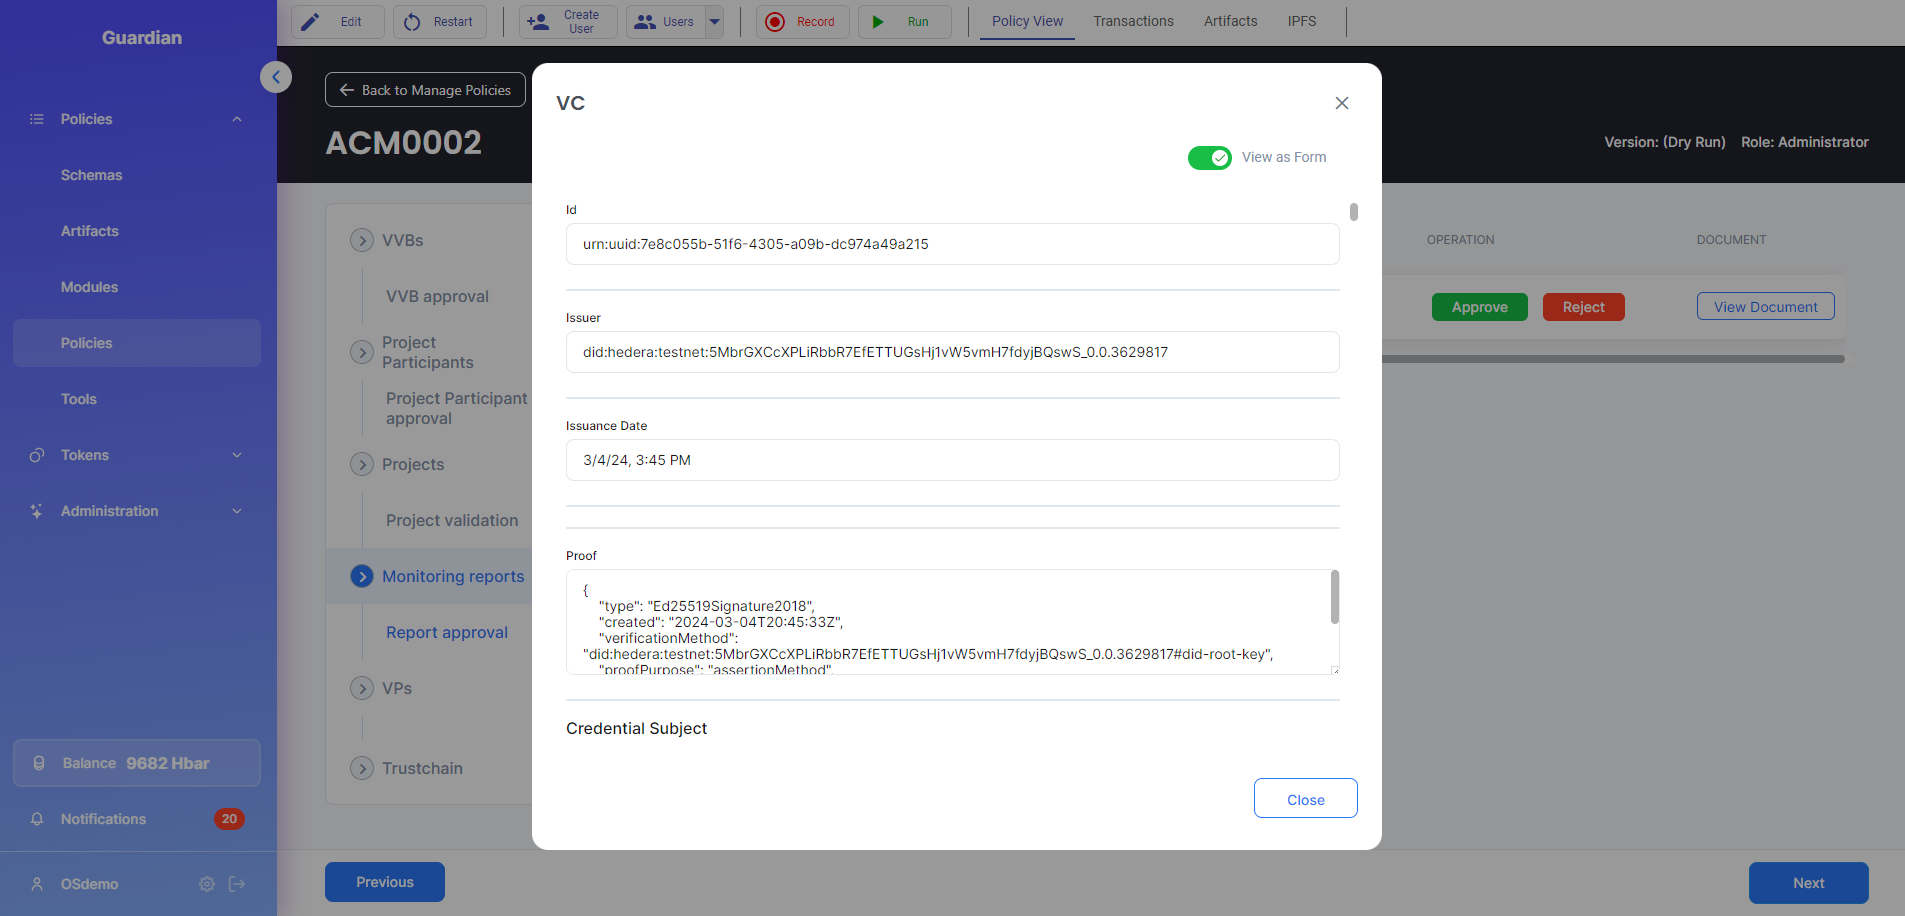 Guardian
Policies
Schemas
Artifacts
Modules
Policies
Tools
Tokens
Administration
Balance 9682 Hbar
Notifications 20
OSdemo
Edit
Restart
Create
User
Users
Record
Run
Policy View
Transactions
Artifacts
IPFS
Back to Manage Policies
ACM0002
Version: (Dry Run) Role: Administrator
VVBs
VVB approval
Project
Participants
Project Participant
approval
Projects
Project validation
Monitoring reports
Report approval
VPs
Trustchain
OPERATION
DOCUMENT
Approve
Reject
View Document
VC
View as Form
Id
urn:uuid:7e8c055b-51f6-4305-a09b-dc974a49a215
Issuer
did:hedera:testnet:5MbrGXCcXPLiRbbR7EfETTUGsHj1vW5vmH7fdyjBQswS_0.0.3629817
Issuance Date
3/4/24, 3:45 PM
Proof
{
"type": "Ed25519Signature2018",
"created": "2024-03-04T20:45:33Z",
"verificationMethod":
"did:hedera:testnet:5MbrGXCcXPLiRbbR7EfETTUGsHj1vW5vmH7fdyjBQswS_0.0.3629817#did-root-key",
"proofPurpose": "assertionMethod",
Credential Subject
Close
Previous
Next